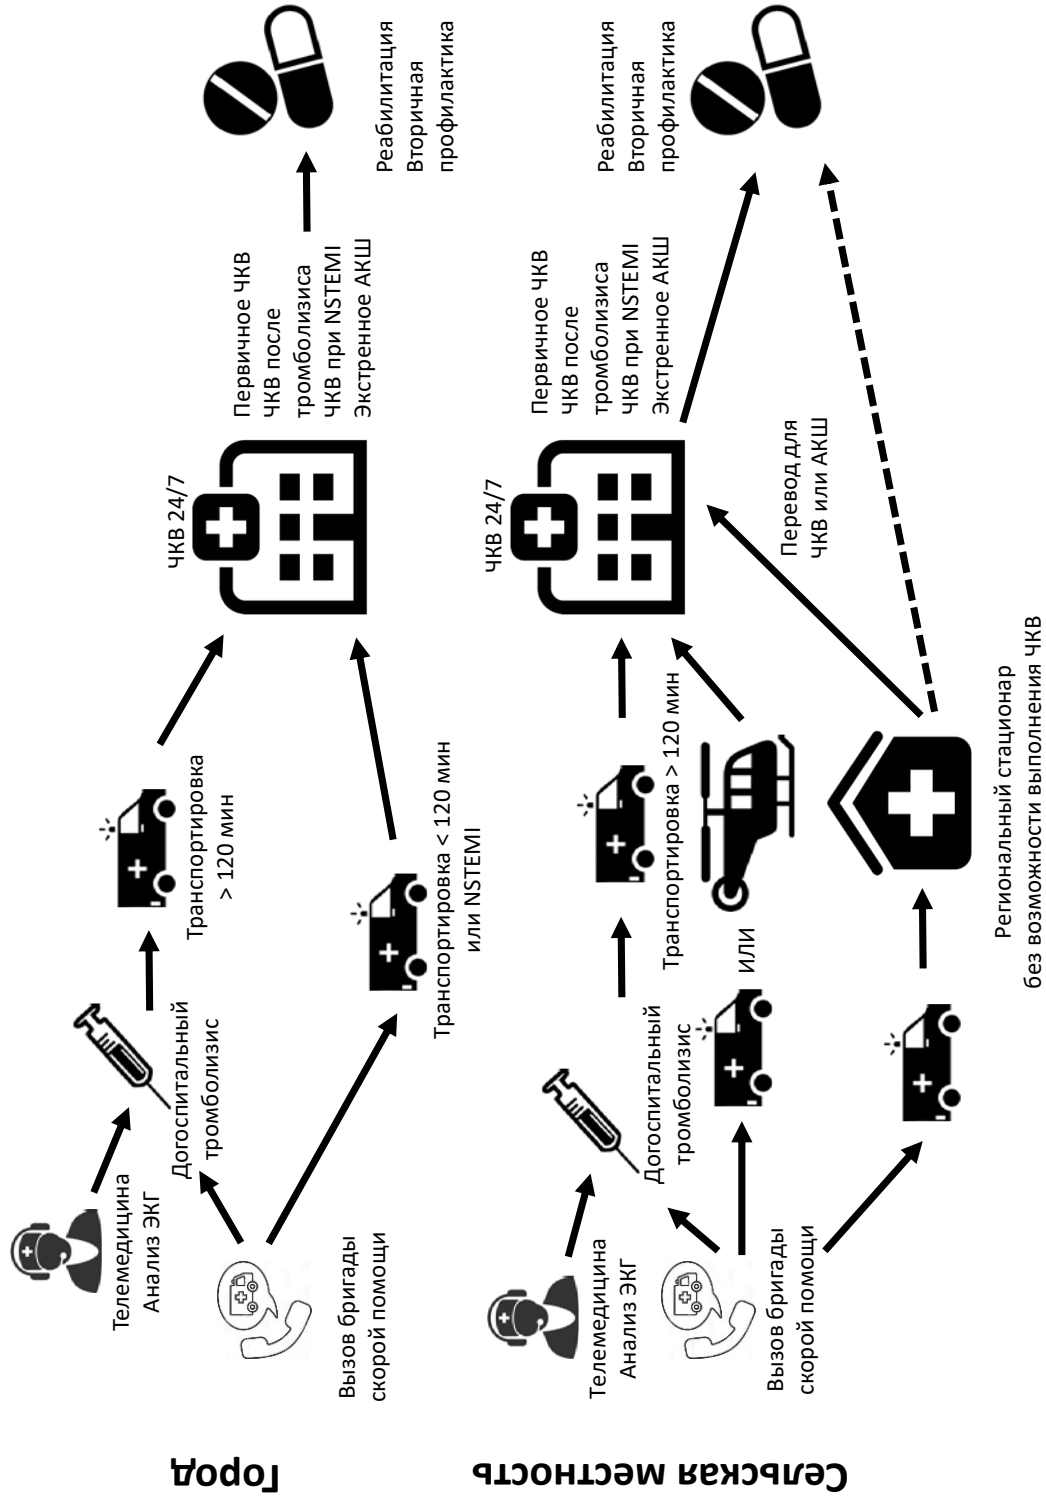 Город
Телемедицина
Анализ ЭКГ
Вызов бригады
скорой помощи
Догоспитальный
тромболизис
Транспортировка
> 120 мин
Транспортировка < 120 мин
или NSTEMI
ЧКВ 24/7
Первичное ЧКВ
ЧКВ после
тромболизиса
ЧКВ при NSTEMI
Экстренное АКШ
Реабилитация
Вторичная
профилактика
Сельская местность
Телемедицина
Анализ ЭКГ
Вызов бригады
скорой помощи
Догоспитальный
тромболизис
Транспортировка > 120 мин
или
Региональный стационар
без возможности выполнения ЧКВ
ЧКВ 24/7
Перевод для
ЧКВ или АКШ
Первичное ЧКВ
ЧКВ после
тромболизиса
ЧКВ при NSTEMI
Экстренное АКШ
Реабилитация
Вторичная
профилактика